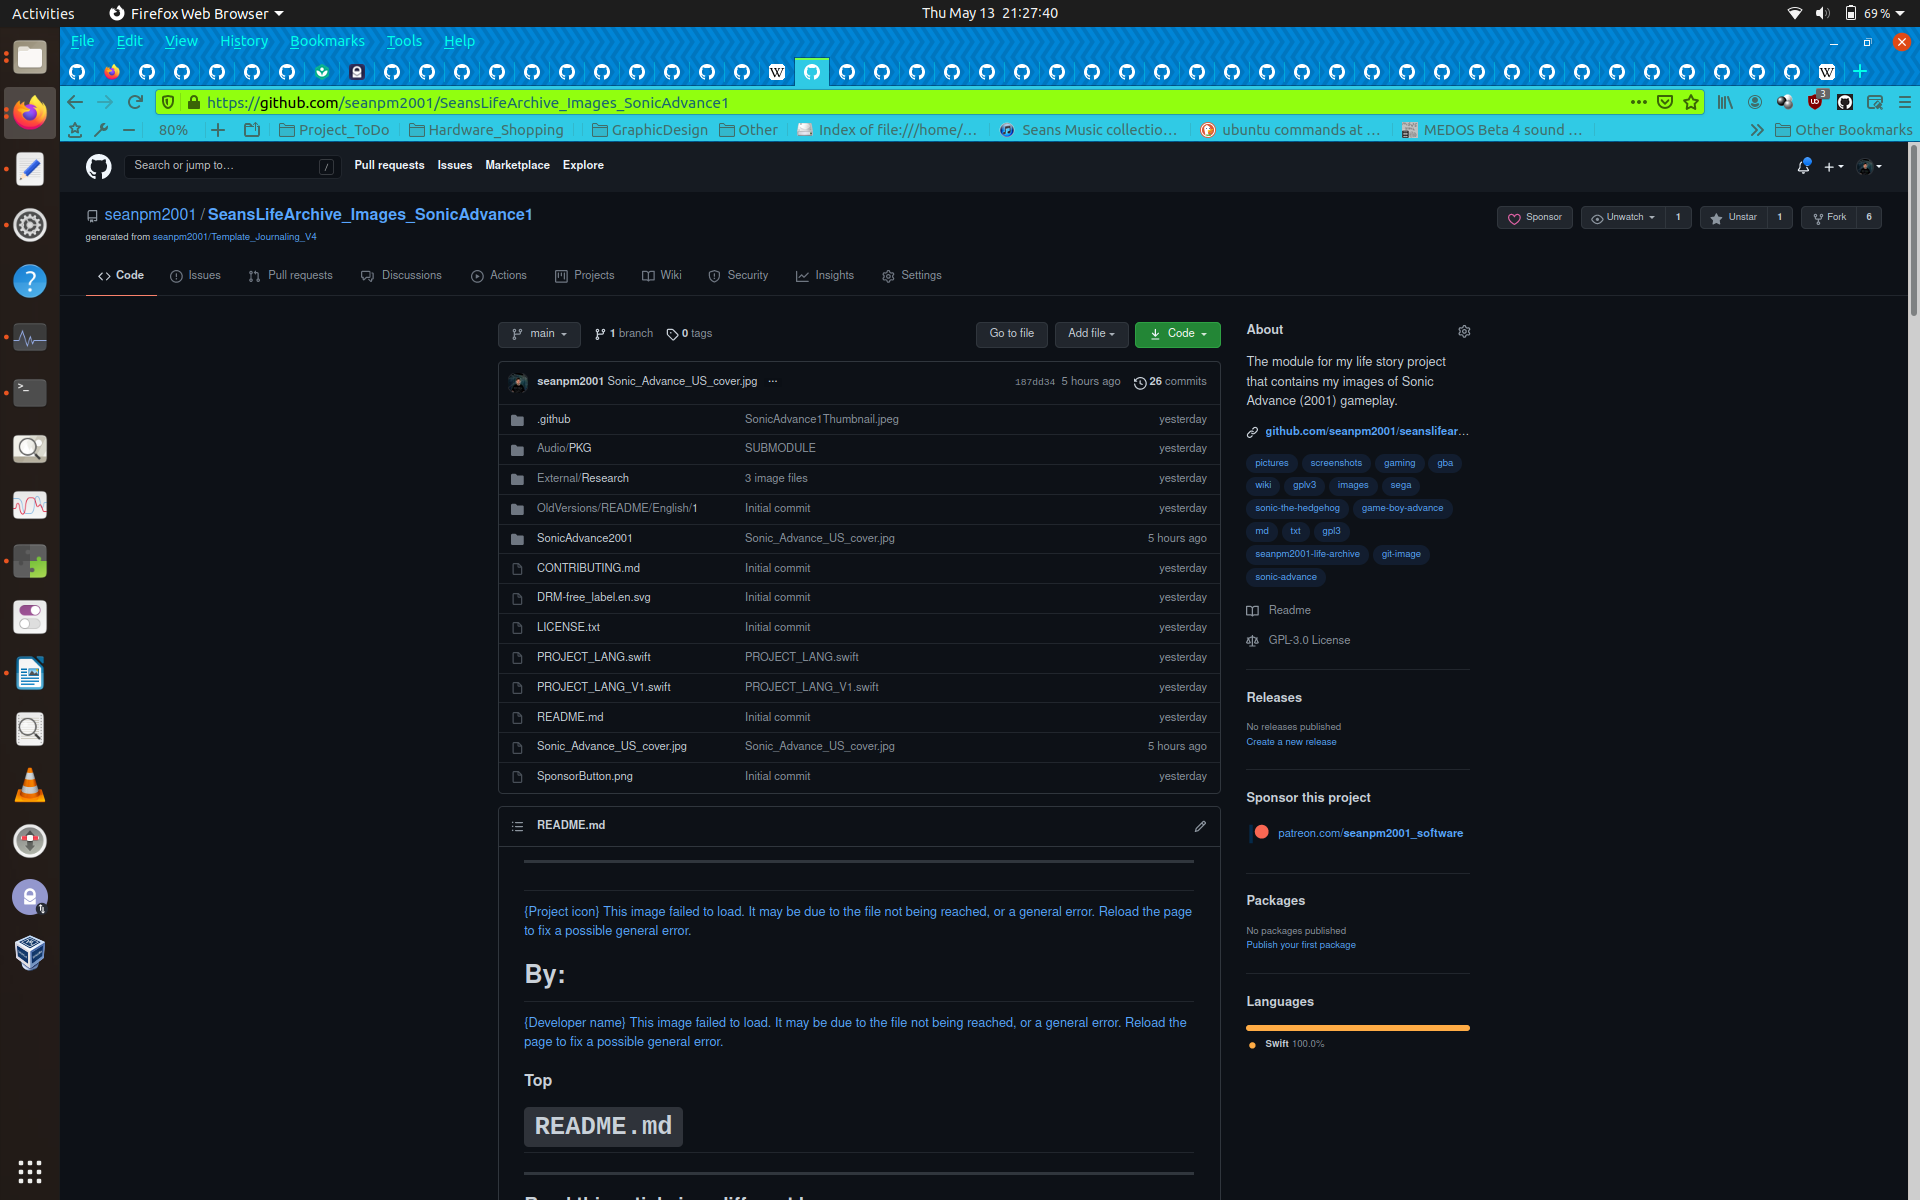 Activities
Firefox Web Browser
Thu May 13 21:27:40
69 %
File Edit View History Bookmarks Tools Help
https://github.com/seanpm2001/SeansLifeArchive_Images_SonicAdvance1
3
80%
Project_ToDo
Hardware_Shopping
GraphicDesign
Other
Index of file:///home/…
Seans Music collectio…
ubuntu commands at …
MEDOS Beta 4 sound …
Other Bookmarks
Search or jump to…
/
Pull requests
Issues
Marketplace
Explore
seanpm2001 / SeansLifeArchive_Images_SonicAdvance1
generated from seanpm2001/Template_Journaling_V4
Sponsor
Unwatch 1
Unstar 1
Fork 6
Code
Issues
Pull requests
Discussions
Actions
Projects
Wiki
Security
Insights
Settings
main
1 branch
0 tags
Go to file
Add file
Code
seanpm2001 Sonic_Advance_US_cover.jpg ...
187dd34 5 hours ago
26 commits
.github SonicAdvance1Thumbnail.jpeg yesterday
Audio/PKG SUBMODULE yesterday
External/Research 3 image files yesterday
OldVersions/README/English/1 Initial commit yesterday
SonicAdvance2001 Sonic_Advance_US_cover.jpg 5 hours ago
CONTRIBUTING.md Initial commit yesterday
DRM-free_label.en.svg Initial commit yesterday
LICENSE.txt Initial commit yesterday
PROJECT_LANG.swift PROJECT_LANG.swift yesterday
PROJECT_LANG_V1.swift PROJECT_LANG_V1.swift yesterday
README.md Initial commit yesterday
Sonic_Advance_US_cover.jpg Sonic_Advance_US_cover.jpg 5 hours ago
SponsorButton.png Initial commit yesterday
README.md
{Project icon} This image failed to load. It may be due to the file not being reached, or a general error. Reload the page
to fix a possible general error.
By:
{Developer name} This image failed to load. It may be due to the file not being reached, or a general error. Reload the
page to fix a possible general error.
Top
README.md
About
The module for my life story project
that contains my images of Sonic
Advance (2001) gameplay.
github.com/seanpm2001/seanslifear…
pictures screenshots gaming gba
wiki gplv3 images sega
sonic-the-hedgehog game-boy-advance
md txt gpl3
seanpm2001-life-archive git-image
sonic-advance
Readme
GPL-3.0 License
Releases
No releases published
Create a new release
Sponsor this project
patreon.com/seanpm2001_software
Packages
No packages published
Publish your first package
Languages
Swift 100.0%